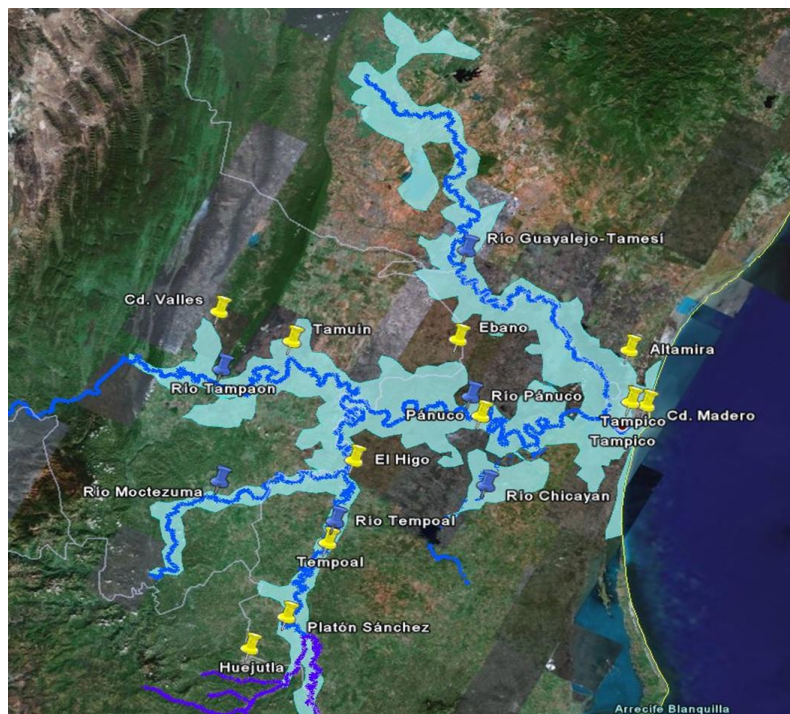 Río Guayalejo-Tamesí
Cd. Valles
Tamuin
Ebano
Altamira
Río Tampaon
Río Pánuco
Pánuco
Tampico
Cd. Madero
Tampico
El Higo
Río Moctezuma
Río Chicayan
Río Tempoal
Tempoal
Platón Sánchez
Huejutla
Arrecife Blanquilla